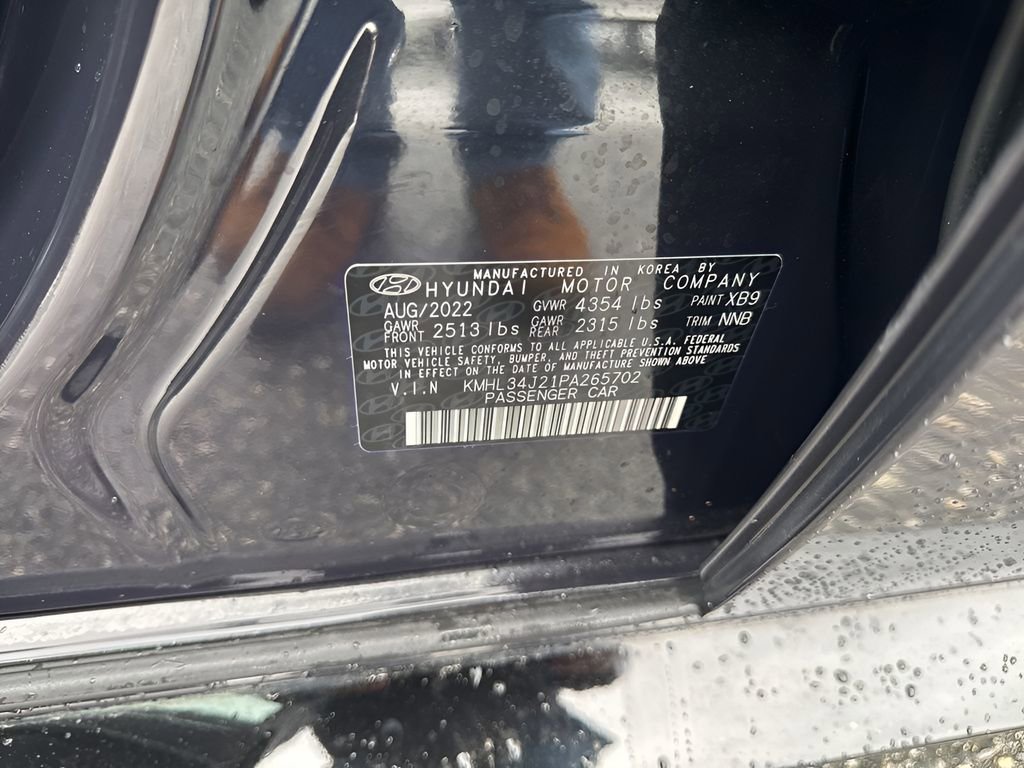 MANUFACTURED IN KOREA BY
HYUNDAI MOTOR COMPANY
AUG/2022 GVWR 4354 lbs PAINT XB9
GAWR FRONT 2513 lbs GAWR REAR 2315 lbs TRIM NNB
THIS VEHICLE CONFORMS TO ALL APPLICABLE U.S.A. FEDERAL
MOTOR VEHICLE SAFETY, BUMPER, AND THEFT PREVENTION STANDARDS
IN EFFECT ON THE DATE OF MANUFACTURE SHOWN ABOVE
V.I.N KMHL34J21PA265702
PASSENGER CAR